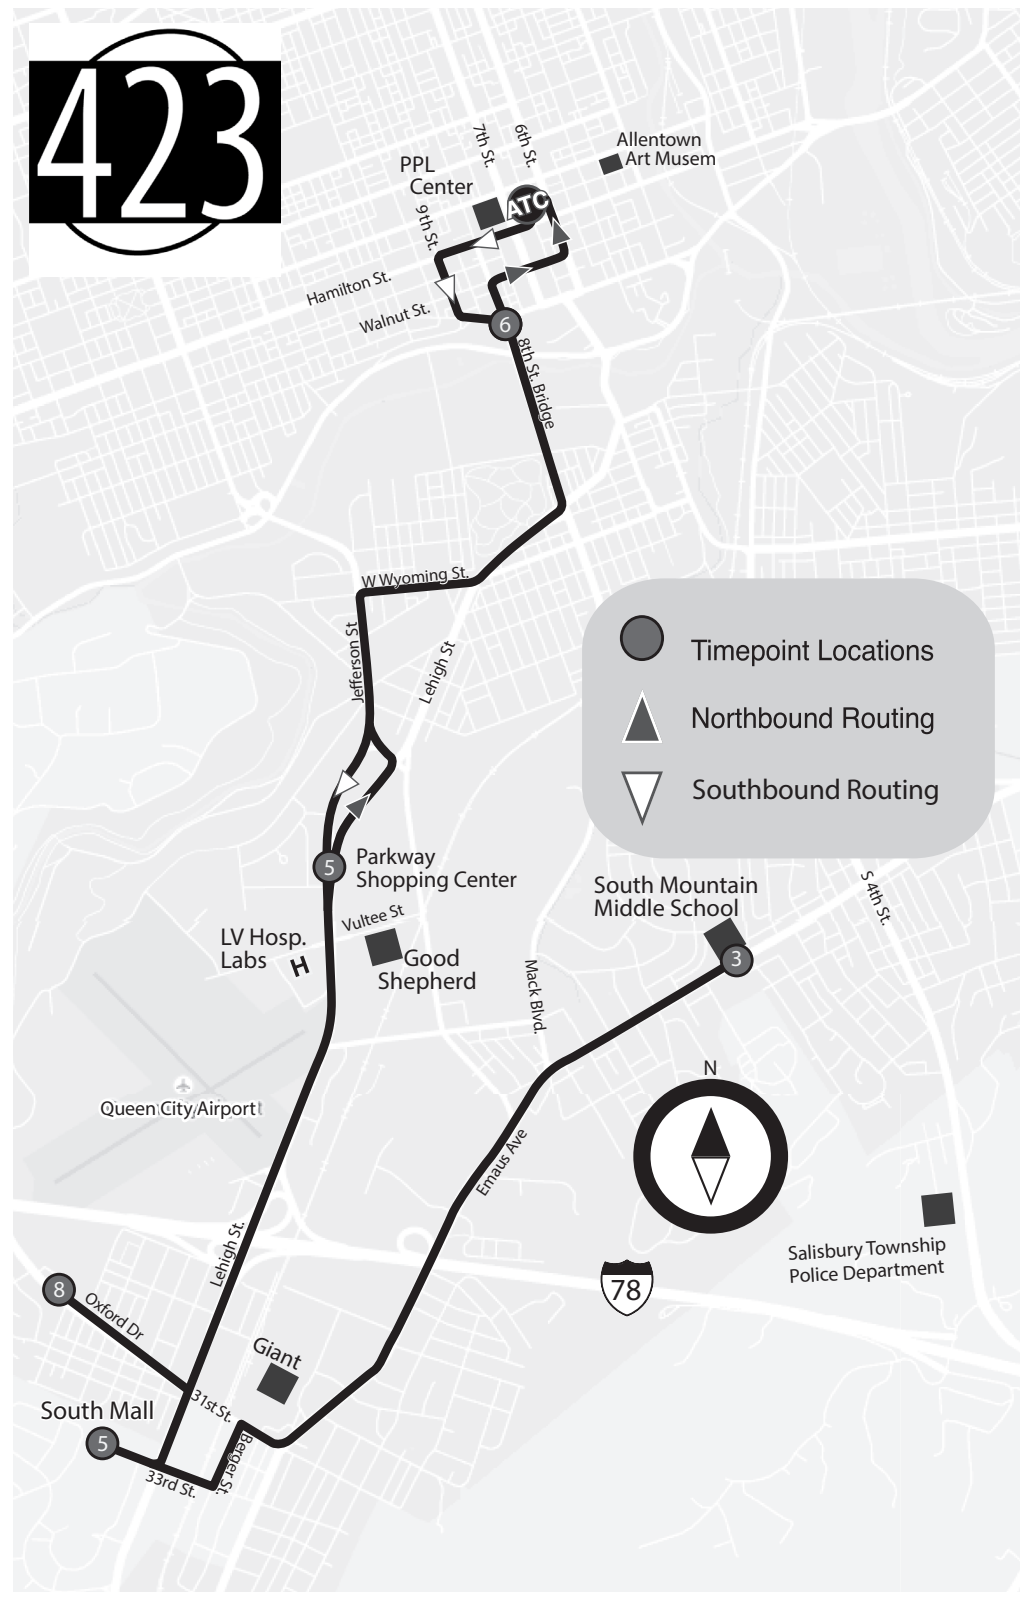 423
7th St.
6th St.
Allentown
Art Musem
PPL
Center
ATC
9th St.
Hamilton St.
Walnut St.
6
8th St. Bridge
W Wyoming St.
Jefferson St
Lehigh St
Timepoint Locations
Northbound Routing
Southbound Routing
5
Parkway
Shopping Center
South Mountain
Middle School
S 4th St.
Vultee St
LV Hosp.
Labs
H
Good
Shepherd
3
Mack Blvd.
N
Queen City Airport
Emaus Ave
Lehigh St.
Salisbury Township
Police Department
78
8
Oxford Dr
Giant
31st St.
South Mall
5
Berger St.
33rd St.